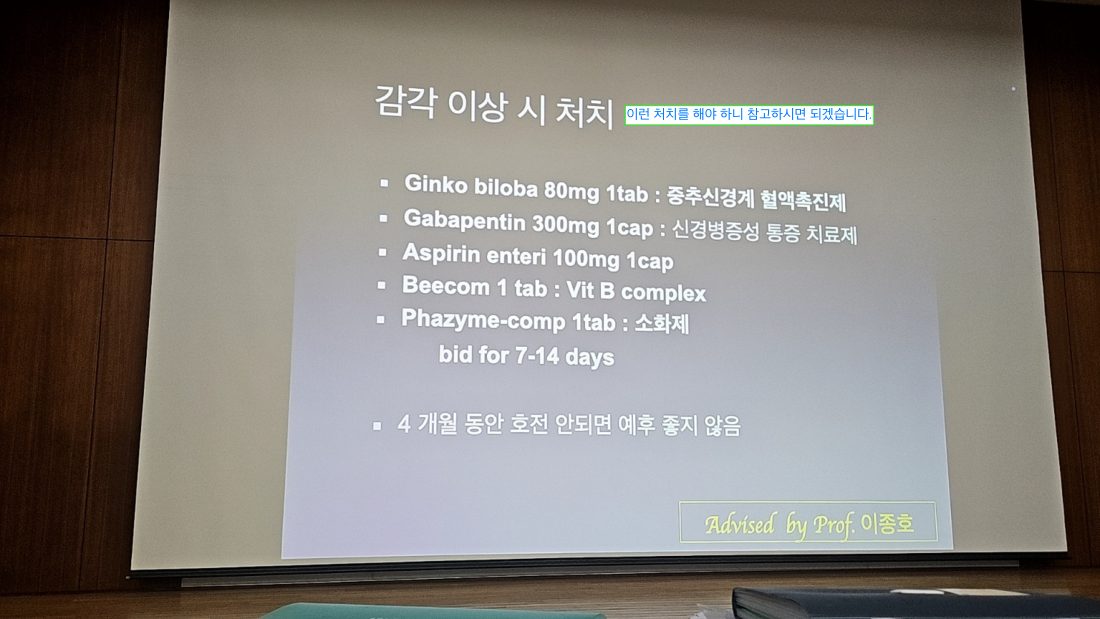 감각 이상 시 처치
이런 처치를 해야 하니 참고하시면 되겠습니다.
▪ Ginko biloba 80mg 1tab : 중추신경계 혈액촉진제
▪ Gabapentin 300mg 1cap : 신경병증성 통증 치료제
▪ Aspirin enteri 100mg 1cap
▪ Beecom 1 tab : Vit B complex
▪ Phazyme-comp 1tab : 소화제
bid for 7-14 days
▪ 4 개월 동안 호전 안되면 예후 좋지 않음
Advised by Prof. 이종호